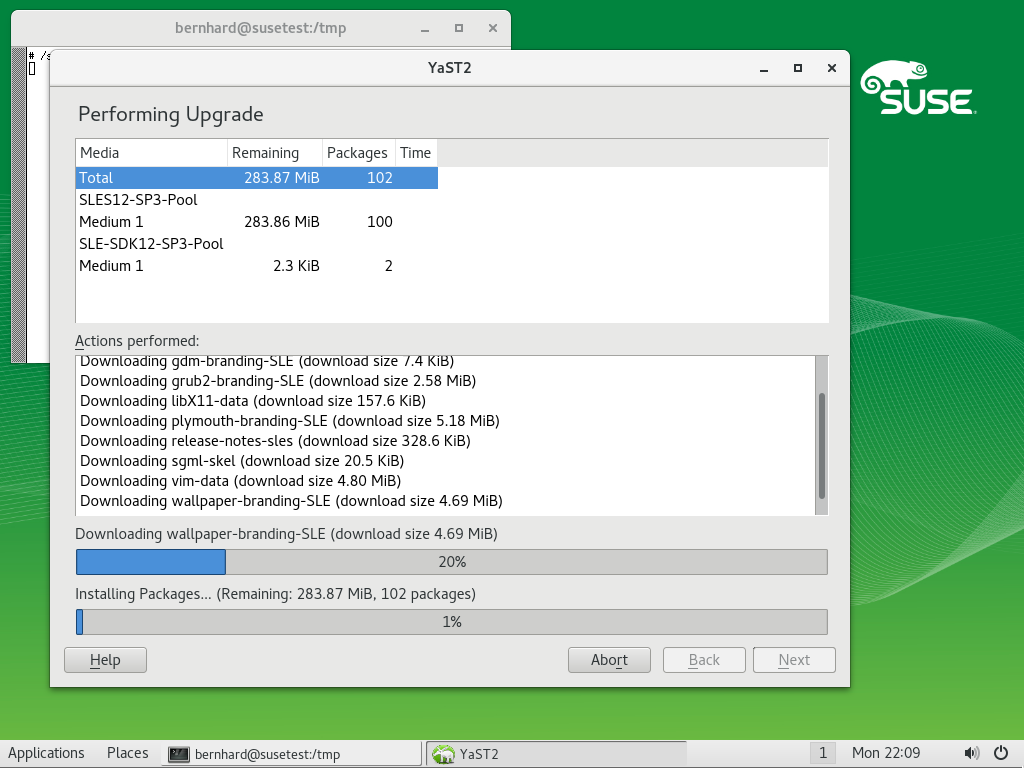 bernhard@susetest:/tmp
# /s
YaST2
SUSE
Performing Upgrade
Media Remaining Packages Time
Total 283.87 MiB 102
SLES12-SP3-Pool
Medium 1 283.86 MiB 100
SLE-SDK12-SP3-Pool
Medium 1 2.3 KiB 2
Actions performed:
Downloading gdm-branding-SLE (download size 7.4 KiB)
Downloading grub2-branding-SLE (download size 2.58 MiB)
Downloading libX11-data (download size 157.6 KiB)
Downloading plymouth-branding-SLE (download size 5.18 MiB)
Downloading release-notes-sles (download size 328.6 KiB)
Downloading sgml-skel (download size 20.5 KiB)
Downloading vim-data (download size 4.80 MiB)
Downloading wallpaper-branding-SLE (download size 4.69 MiB)
Downloading wallpaper-branding-SLE (download size 4.69 MiB)
20%
Installing Packages... (Remaining: 283.87 MiB, 102 packages)
1%
Help Abort Back Next
Applications Places bernhard@susetest:/tmp YaST2 1 Mon 22:09